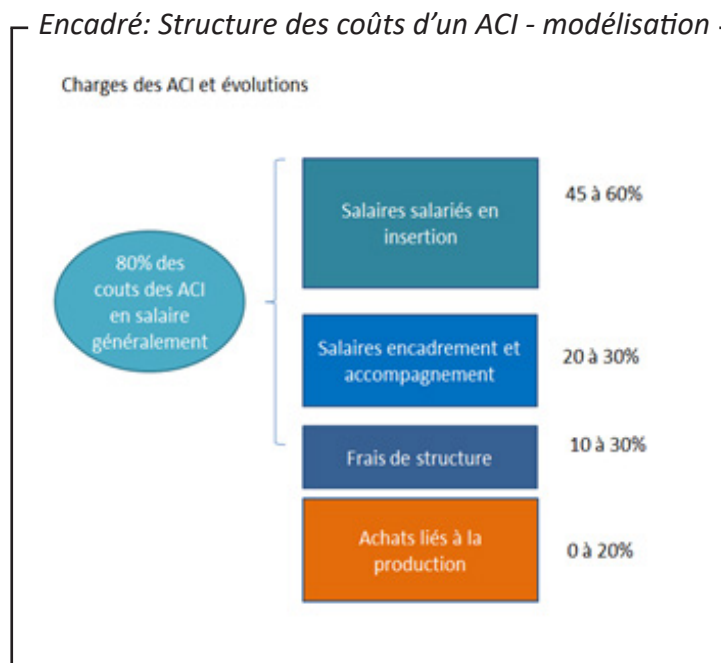 Encadré: Structure des coûts d’un ACI - modélisation -
Charges des ACI et évolutions
80% des
couts des ACI
en salaire
généralement
Salaires salariés en
insertion
45 à 60%
Salaires encadrement et
accompagnement
20 à 30%
Frais de structure
10 à 30%
Achats liés à la
production
0 à 20%